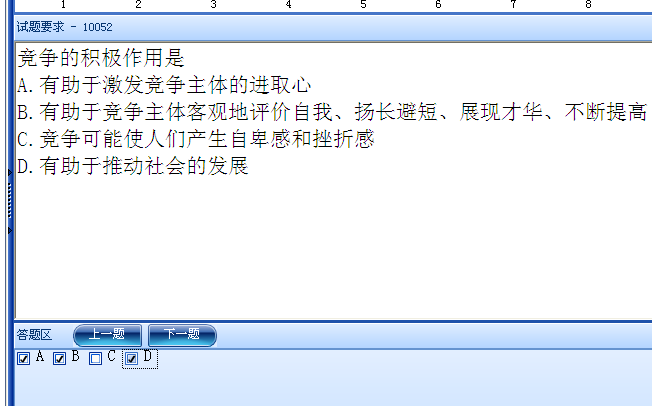 1 2 3 4 5 6 7 8
试题要求 - 10052
竞争的积极作用是
A.有助于激发竞争主体的进取心
B.有助于竞争主体客观地评价自我、扬长避短、展现才华、不断提高
C.竞争可能使人们产生自卑感和挫折感
D.有助于推动社会的发展
答题区 上一题 下一题
A B C D